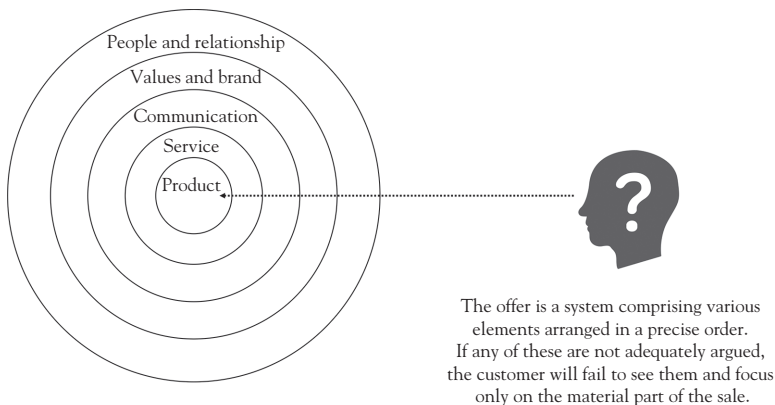 People and relationship
Values and brand
Communication
Service
Product
?
The offer is a system comprising various
elements arranged in a precise order.
If any of these are not adequately argued,
the customer will fail to see them and focus
only on the material part of the sale.